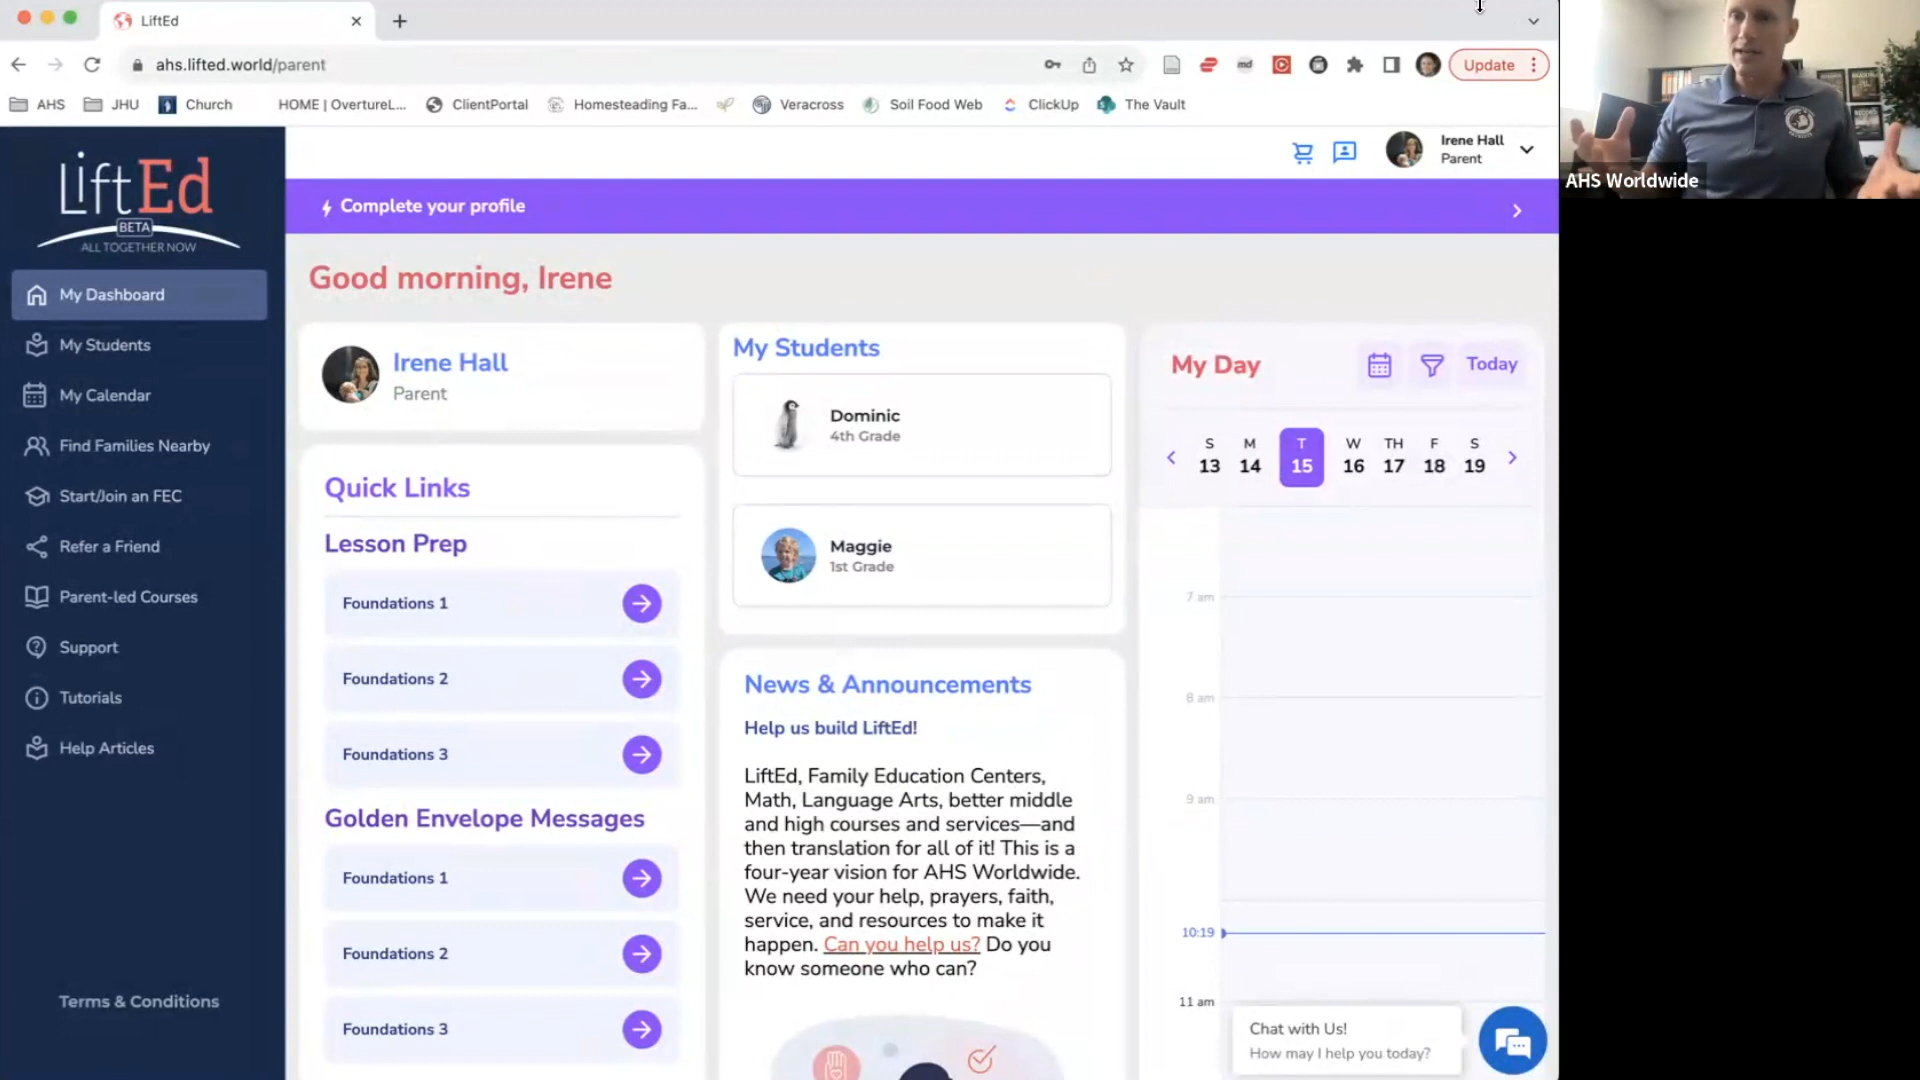 LiftEd
ahs.lifted.world/parent
md
Update
AHS
JHU
Church
HOME | OvertureL...
ClientPortal
Homesteading Fa...
Veracross
Soil Food Web
ClickUp
The Vault
LiftEd
BETA
ALL TOGETHER NOW
My Dashboard
My Students
My Calendar
Find Families Nearby
Start/Join an FEC
Refer a Friend
Parent-led Courses
Support
Tutorials
Help Articles
Terms & Conditions
Irene Hall
Parent
Complete your profile
Good morning, Irene
Irene Hall
Parent
Quick Links
Lesson Prep
Foundations 1
Foundations 2
Foundations 3
Golden Envelope Messages
Foundations 1
Foundations 2
Foundations 3
My Students
Dominic
4th Grade
Maggie
1st Grade
News & Announcements
Help us build LiftEd!
LiftEd, Family Education Centers,
Math, Language Arts, better middle
and high courses and services—and
then translation for all of it! This is a
four-year vision for AHS Worldwide.
We need your help, prayers, faith,
service, and resources to make it
happen. Can you help us? Do you
know someone who can?
My Day
Today
S M T W TH F S
13 14 15 16 17 18 19
7 am
8 am
9 am
10:19
11 am
Chat with Us!
How may I help you today?
AHS Worldwide